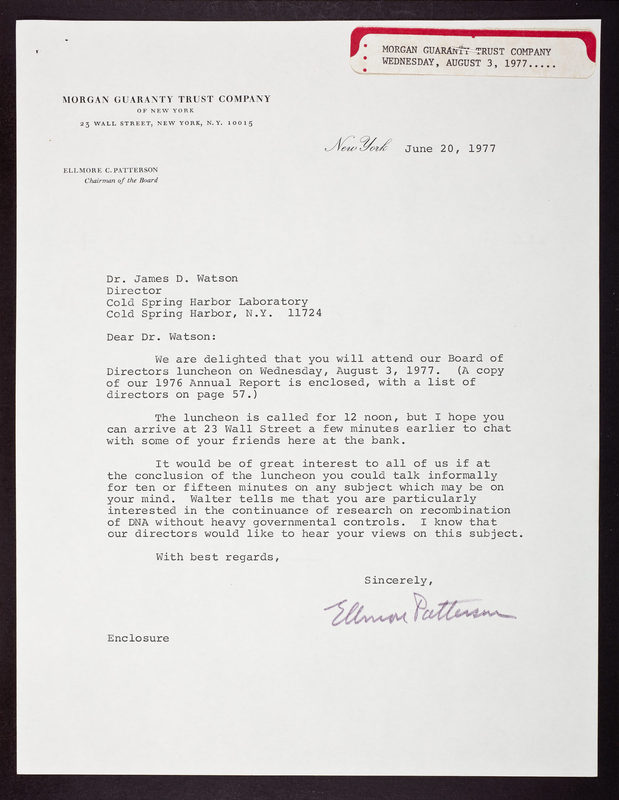 MORGAN GUARANTY TRUST COMPANY
WEDNESDAY, AUGUST 3, 1977.....
MORGAN GUARANTY TRUST COMPANY
OF NEW YORK
23 WALL STREET, NEW YORK, N.Y. 10015
New York June 20, 1977
ELLMORE C. PATTERSON
Chairman of the Board
Dr. James D. Watson
Director
Cold Spring Harbor Laboratory
Cold Spring Harbor, N.Y. 11724
Dear Dr. Watson:
We are delighted that you will attend our Board of
Directors luncheon on Wednesday, August 3, 1977. (A copy
of our 1976 Annual Report is enclosed, with a list of
directors on page 57.)
The luncheon is called for 12 noon, but I hope you
can arrive at 23 Wall Street a few minutes earlier to chat
with some of your friends here at the bank.
It would be of great interest to all of us if at
the conclusion of the luncheon you could talk informally
for ten or fifteen minutes on any subject which may be on
your mind. Walter tells me that you are particularly
interested in the continuance of research on recombination
of DNA without heavy governmental controls. I know that
our directors would like to hear your views on this subject.
With best regards,
Sincerely,
Ellmore Patterson
Enclosure